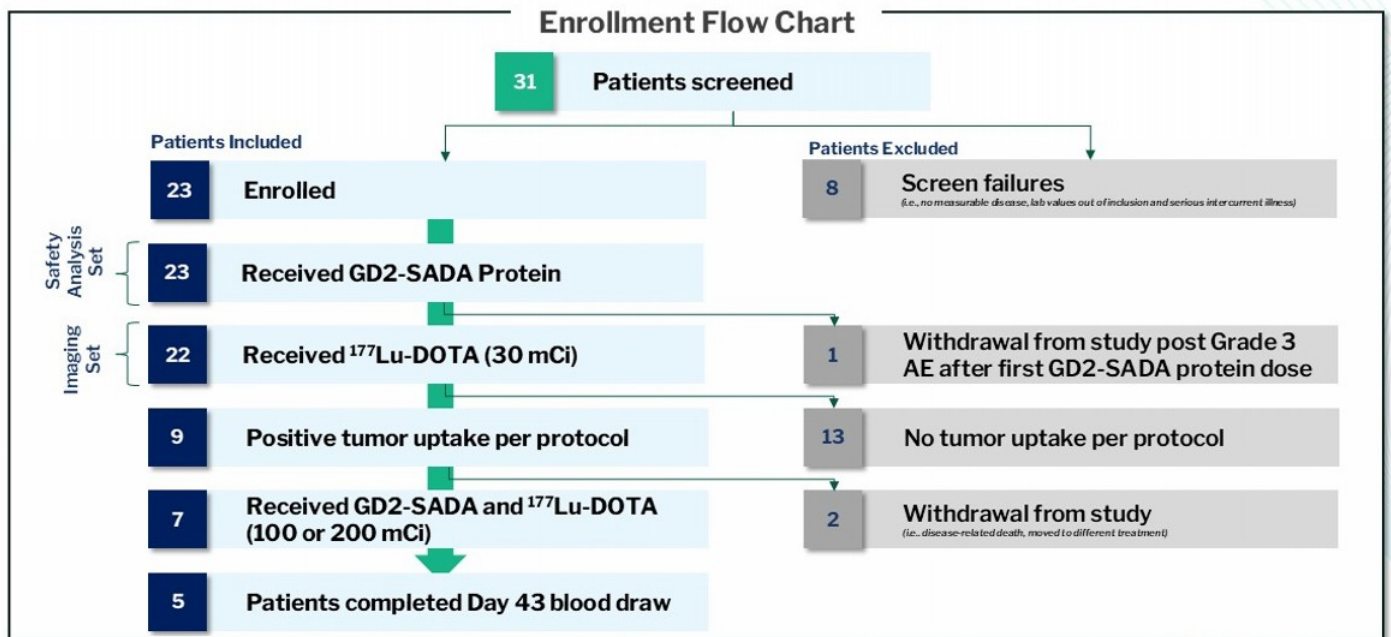 Enrollment Flow Chart
31
Patients screened
Patients Included
Patients Excluded
23
Enrolled
8
Screen failures
(i.e., no measurable disease, lab values out of inclusion and serious intercurrent illness)
Safety
Analysis
Set
23
Received GD2-SADA Protein
Imaging
Set
22
Received ¹⁷⁷Lu-DOTA (30 mCi)
1
Withdrawal from study post Grade 3
AE after first GD2-SADA protein dose
9
Positive tumor uptake per protocol
13
No tumor uptake per protocol
7
Received GD2-SADA and ¹⁷⁷Lu-DOTA
(100 or 200 mCi)
2
Withdrawal from study
(i.e., disease-related death, moved to different treatment)
5
Patients completed Day 43 blood draw